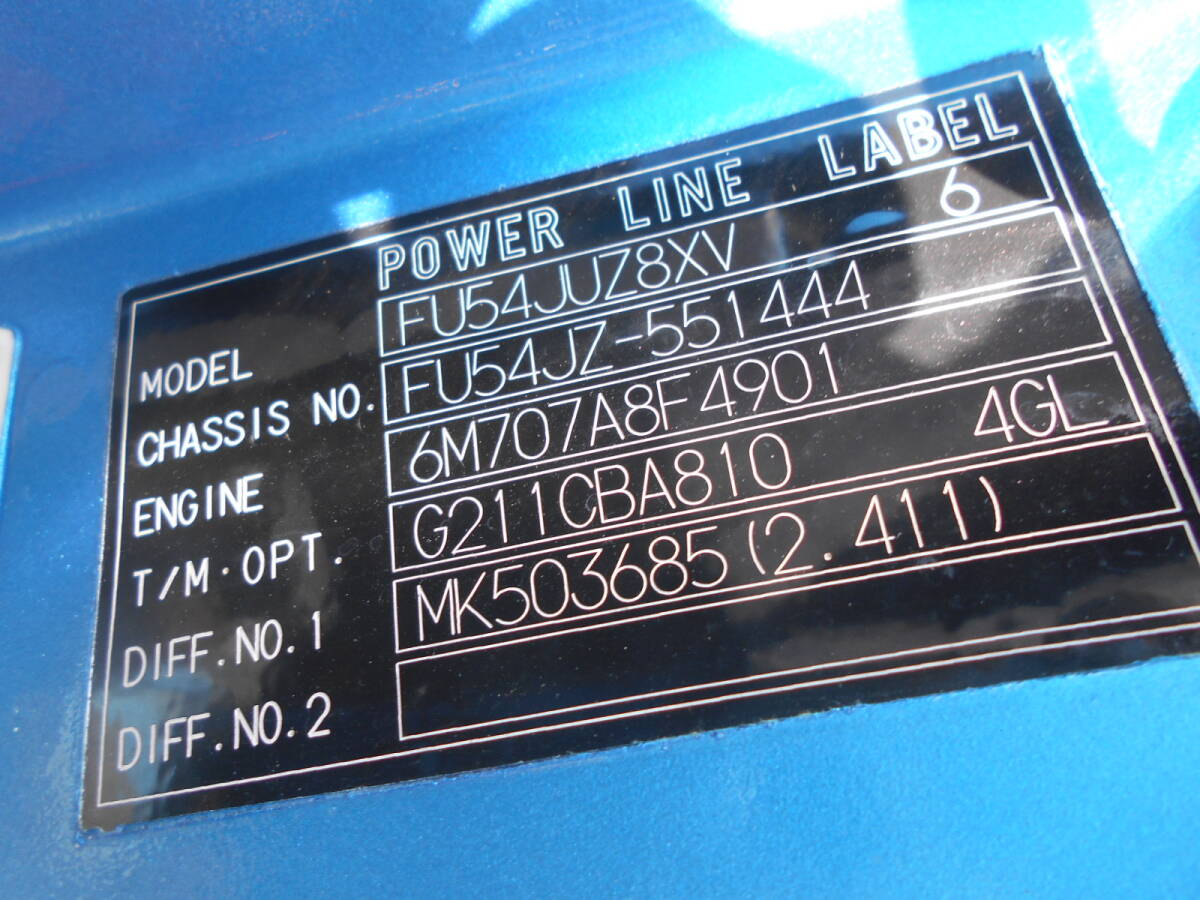 POWER LINE LABEL
MODEL FU54JUZ8XV 6
CHASSIS NO. FU54JZ-551444
ENGINE 6M707A8F4901
T/M·OPT. G211CBA810 4GL
DIFF.NO.1 MK503685(2.411)
DIFF.NO.2